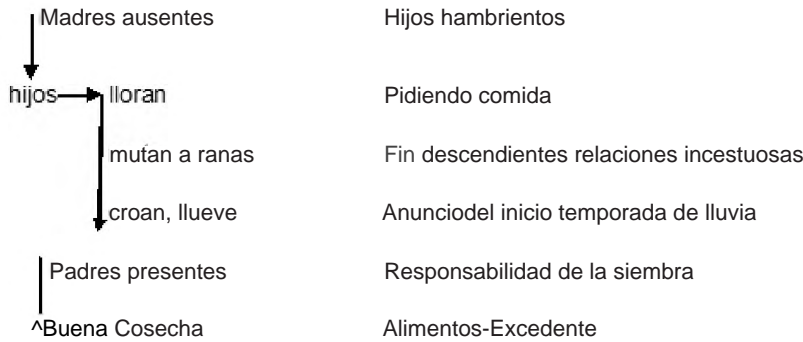 Madres ausentes Hijos hambrientos
hijos lloran Pidiendo comida
mutan a ranas Fin descendientes relaciones incestuosas
croan, llueve Anunciodel inicio temporada de lluvia
Padres presentes Responsabilidad de la siembra
^Buena Cosecha Alimentos-Excedente